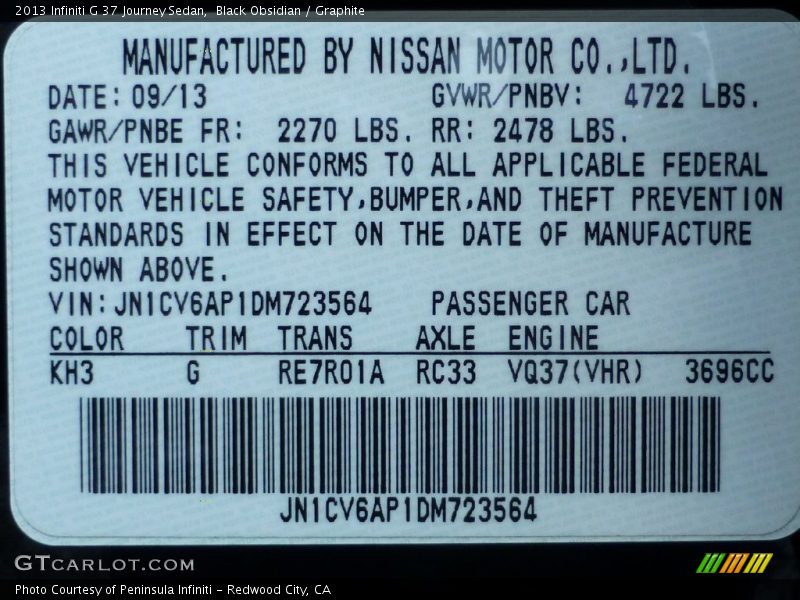 2013 Infiniti G 37 Journey Sedan,  Black Obsidian / Graphite
MANUFACTURED BY NISSAN MOTOR CO.,LTD.
DATE: 09/13 GVWR/PNBV: 4722 LBS.
GAWR/PNBE FR: 2270 LBS. RR: 2478 LBS.
THIS VEHICLE CONFORMS TO ALL APPLICABLE FEDERAL
MOTOR VEHICLE SAFETY,BUMPER,AND THEFT PREVENTION
STANDARDS IN EFFECT ON THE DATE OF MANUFACTURE
SHOWN ABOVE.
VIN: JN1CV6AP1DM723564 PASSENGER CAR
COLOR TRIM TRANS AXLE ENGINE
KH3 G RE7R01A RC33 VQ37(VHR) 3696CC
JN1CV6AP1DM723564
GTCARLOT.COM
Photo Courtesy of Peninsula Infiniti - Redwood City, CA